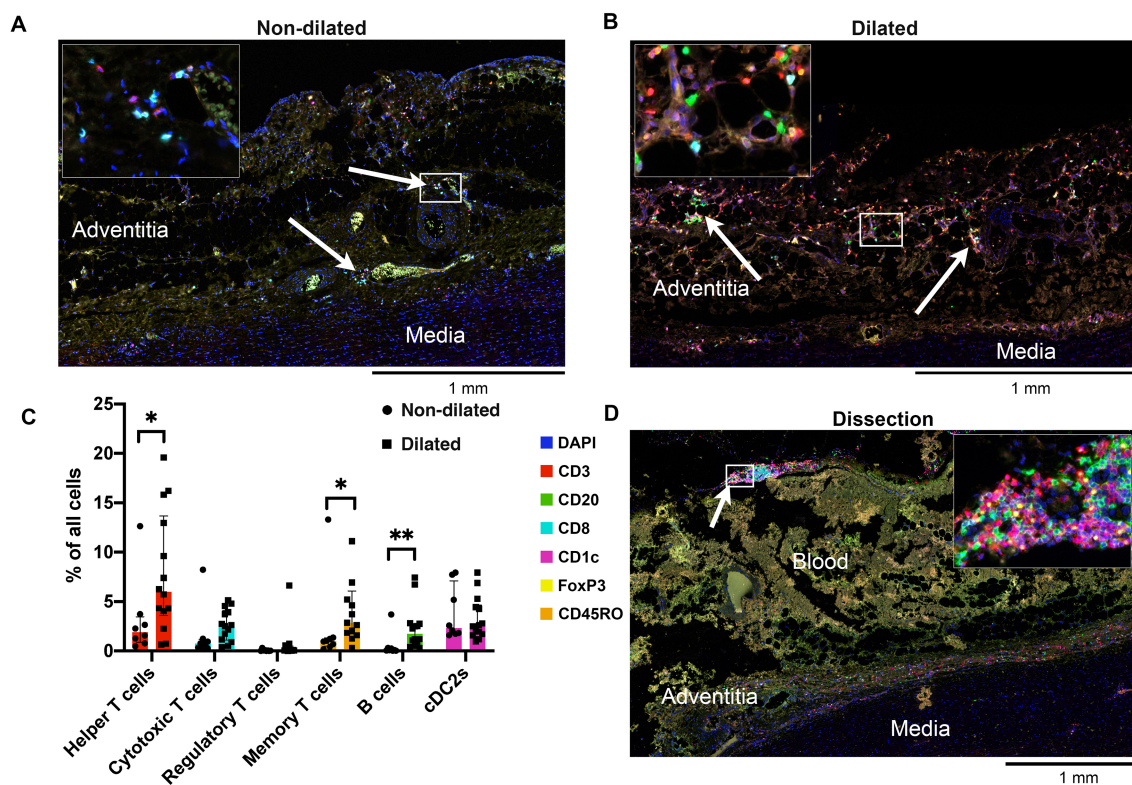 A
Non-dilated
Adventitia
Media
1 mm
B
Dilated
Adventitia
Media
1 mm
C
% of all cells
25
20
15
10
5
0
*
*
**
Non-dilated
Dilated
Helper T cells
Cytotoxic T cells
Regulatory T cells
Memory T cells
B cells
cDC2s
DAPI
CD3
CD20
CD8
CD1c
FoxP3
CD45RO
D
Dissection
Blood
Adventitia
Media
1 mm